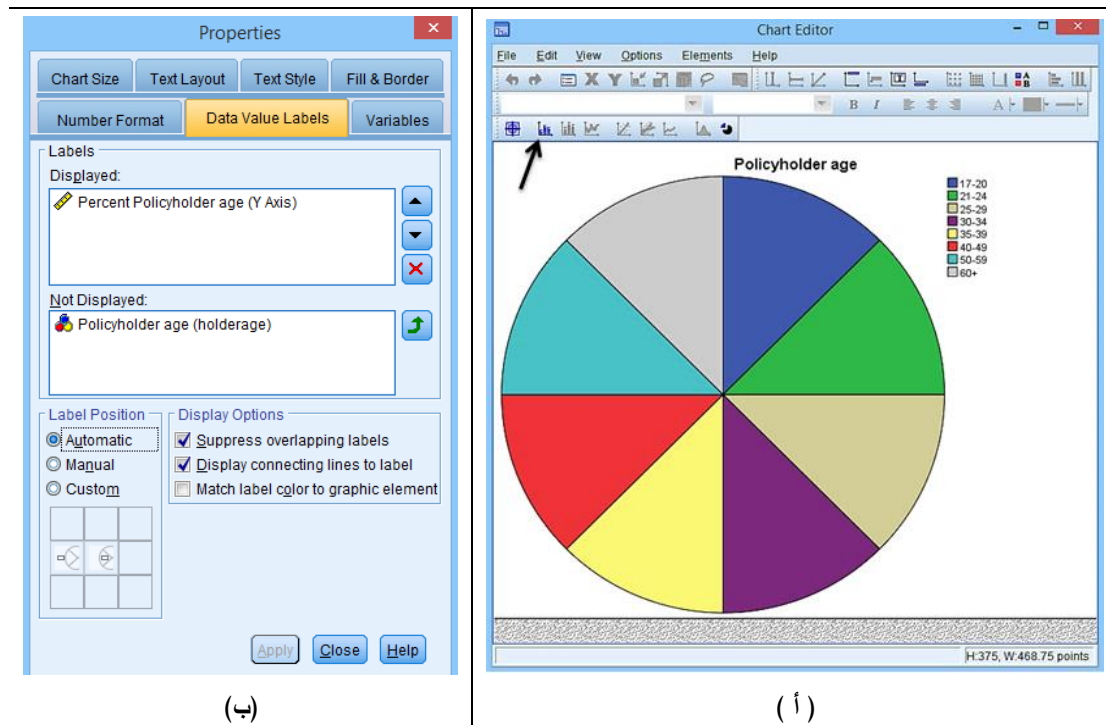 Properties
Chart Size Text Layout Text Style Fill & Border
Number Format Data Value Labels Variables
Labels
Displayed:
Percent Policyholder age (Y Axis)
Not Displayed:
Policyholder age (holderage)
Label Position
Automatic
Manual
Custom
Display Options
Suppress overlapping labels
Display connecting lines to label
Match label color to graphic element
Apply Close Help
(ب)
Chart Editor
File Edit View Options Elements Help
X Y
B I
A
Policyholder age
17-20
21-24
25-29
30-34
35-39
40-49
50-59
60+
H:375, W:468.75 points
( أ )